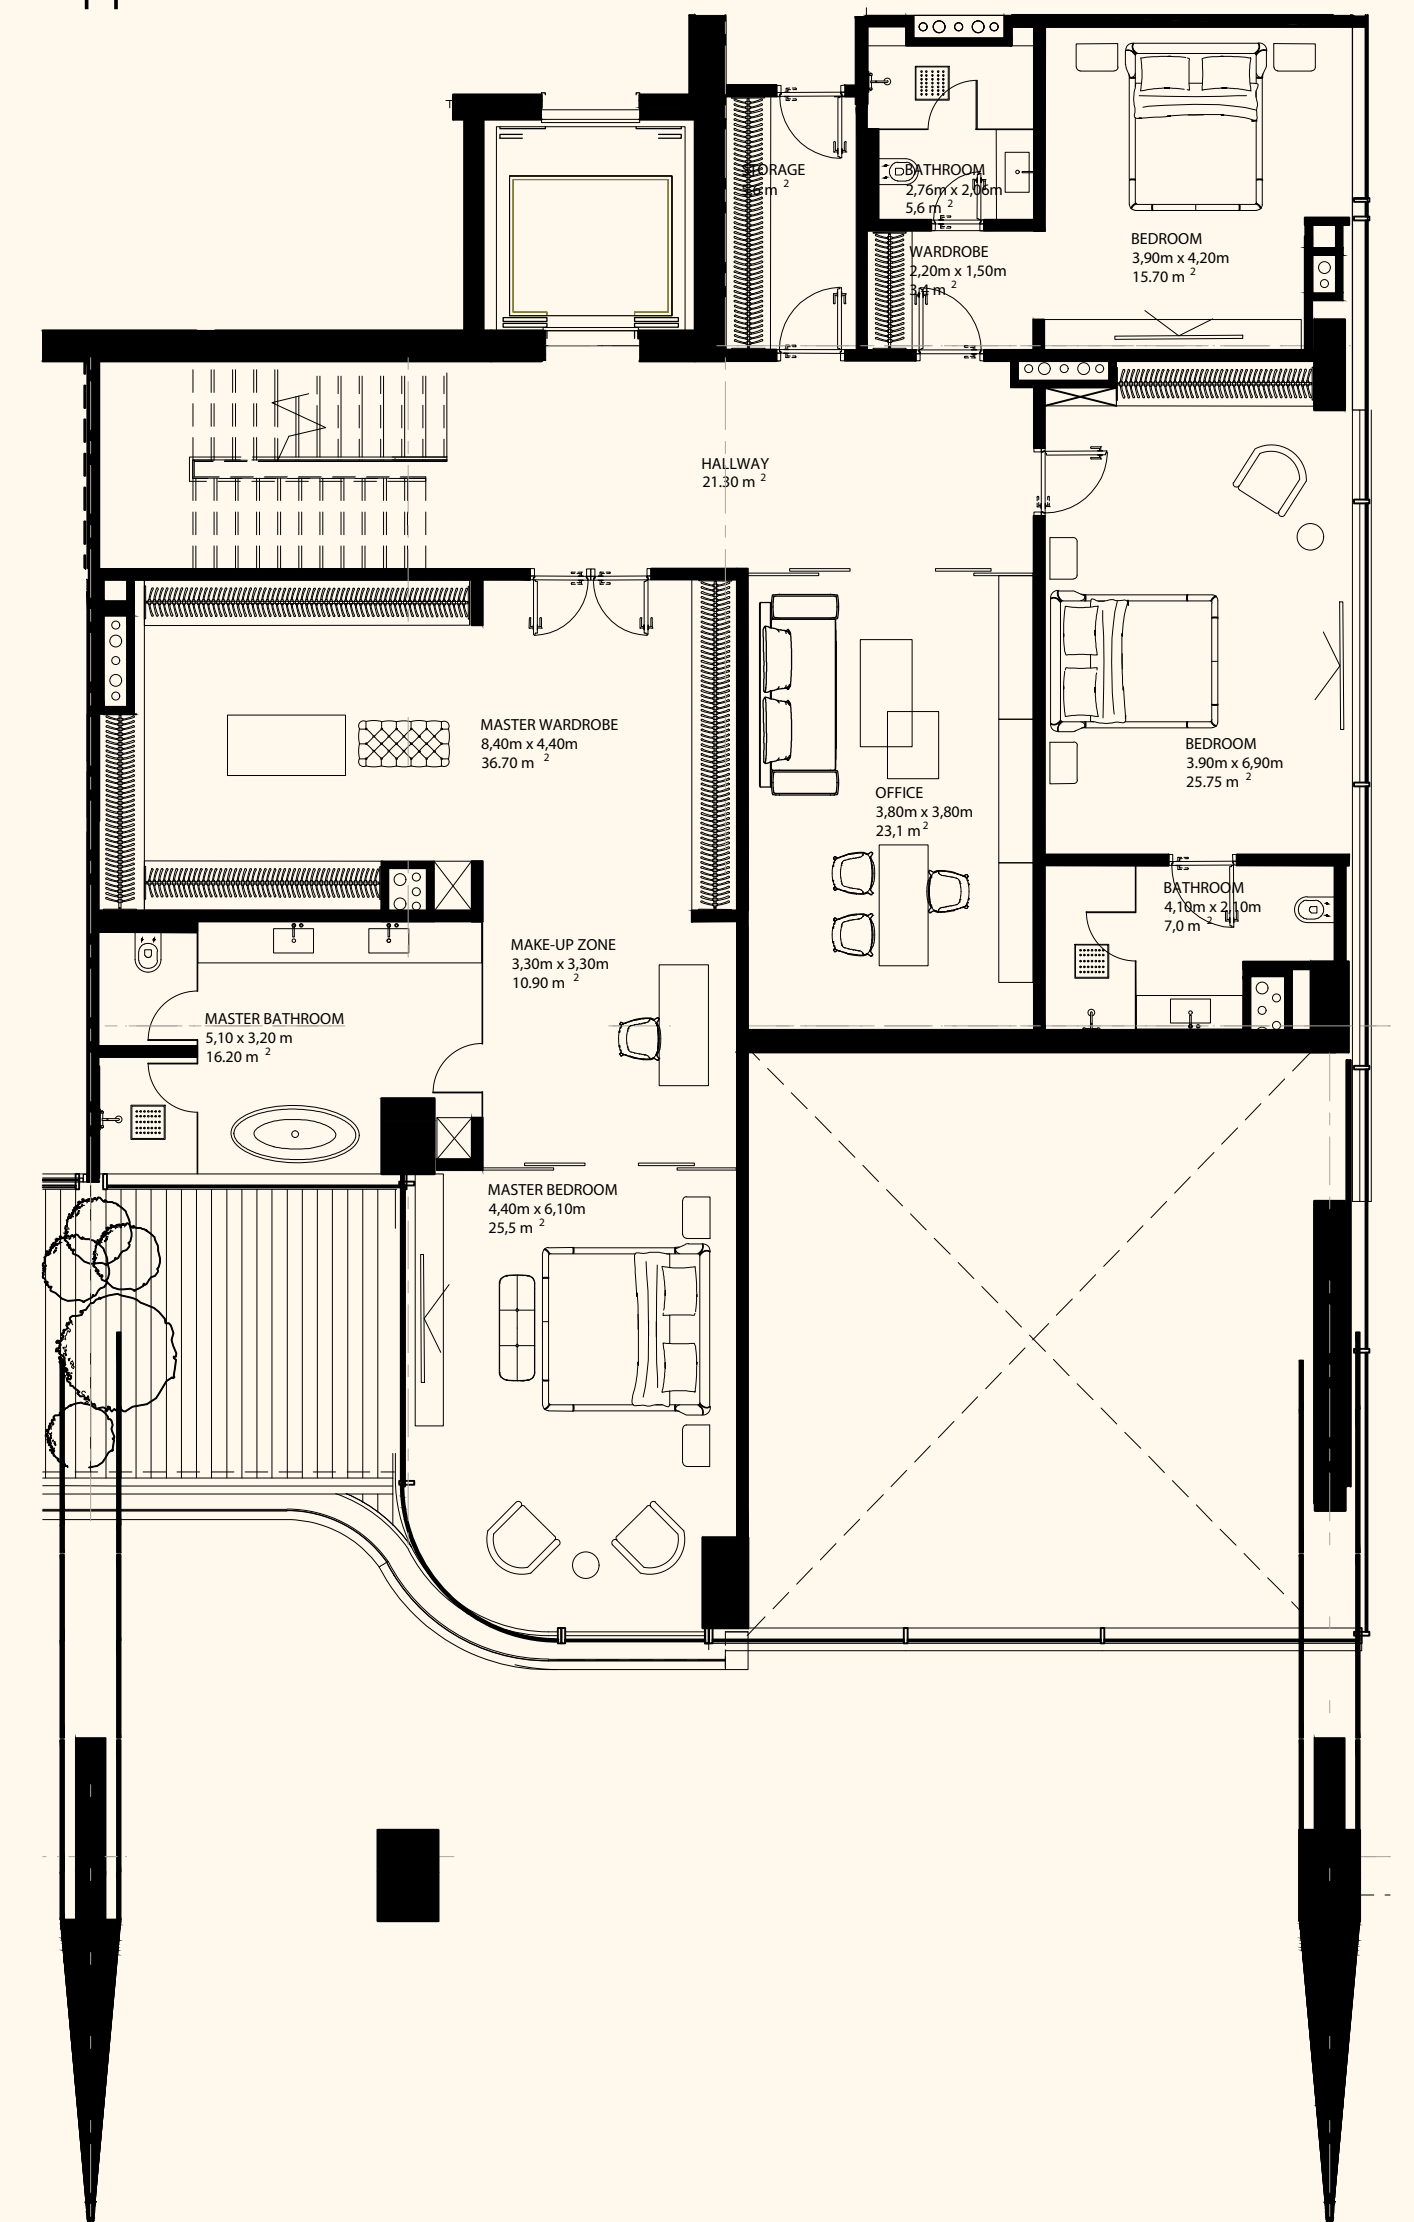 STORAGE
m 2
BATHROOM
2,76m x 2,06m
5,6 m 2
WARDROBE
2,20m x 1,50m
m 2
BEDROOM
3,90m x 4,20m
15.70 m 2
HALLWAY
21.30 m 2
MASTER WARDROBE
8,40m x 4,40m
36.70 m 2
BEDROOM
3.90m x 6,90m
25.75 m 2
OFFICE
3,80m x 3,80m
23,1 m 2
BATHROOM
4,10m x 2,10m
7,0 m 2
MAKE-UP ZONE
3,30m x 3,30m
10.90 m 2
MASTER BATHROOM
5,10 x 3,20 m
16.20 m 2
MASTER BEDROOM
4,40m x 6,10m
25,5 m 2